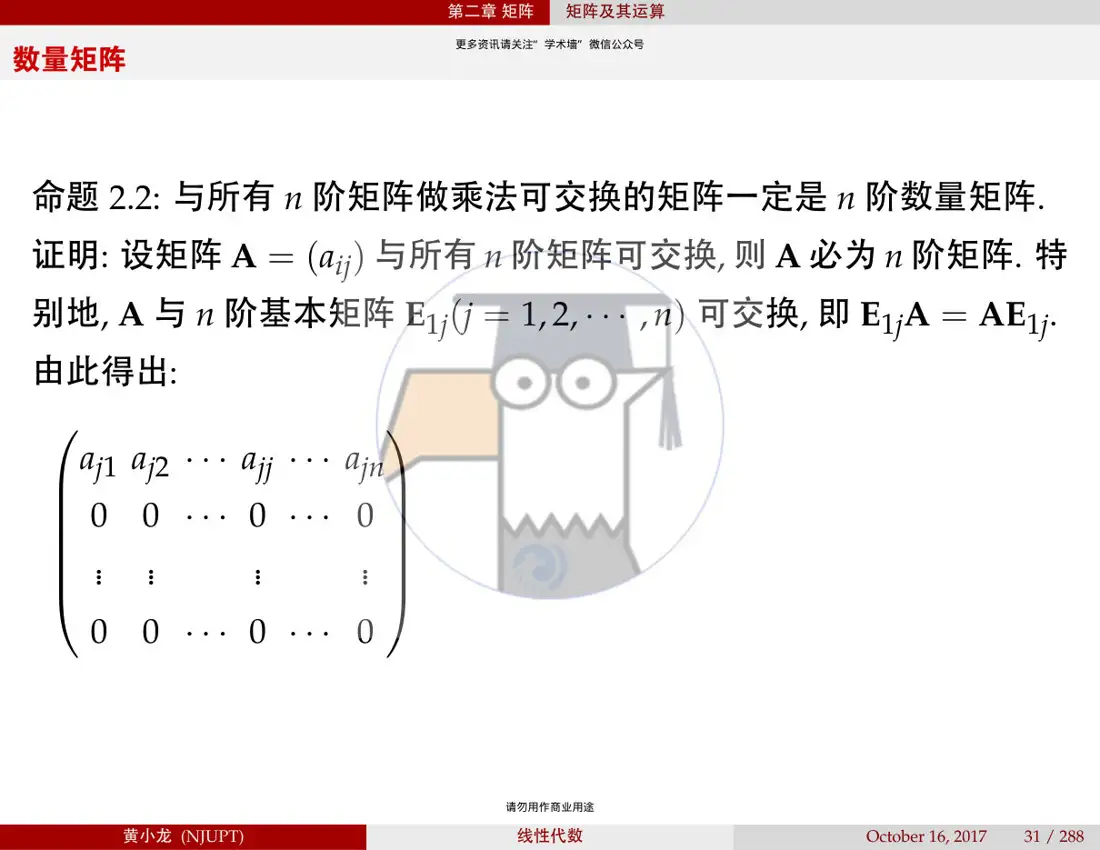 第二章 矩阵 矩阵及其运算
更多资讯请关注“学术墙”微信公众号
数量矩阵
命题 2.2: 与所有 n 阶矩阵做乘法可交换的矩阵一定是 n 阶数量矩阵.
证明: 设矩阵 A = (a_{ij}) 与所有 n 阶矩阵可交换, 则 A 必为 n 阶矩阵. 特
别地, A 与 n 阶基本矩阵 E_{1j}(j = 1, 2, ⋯ , n) 可交换, 即 E_{1j}A = AE_{1j}.
由此得出:
a_{j1} a_{j2} ⋯ a_{jj} ⋯ a_{jn}
0 0 ⋯ 0 ⋯ 0
⋮ ⋮ ⋮ ⋮
0 0 ⋯ 0 ⋯ 0
请勿用作商业用途
黄小龙 (NJUPT) 线性代数 October 16, 2017 31 / 288